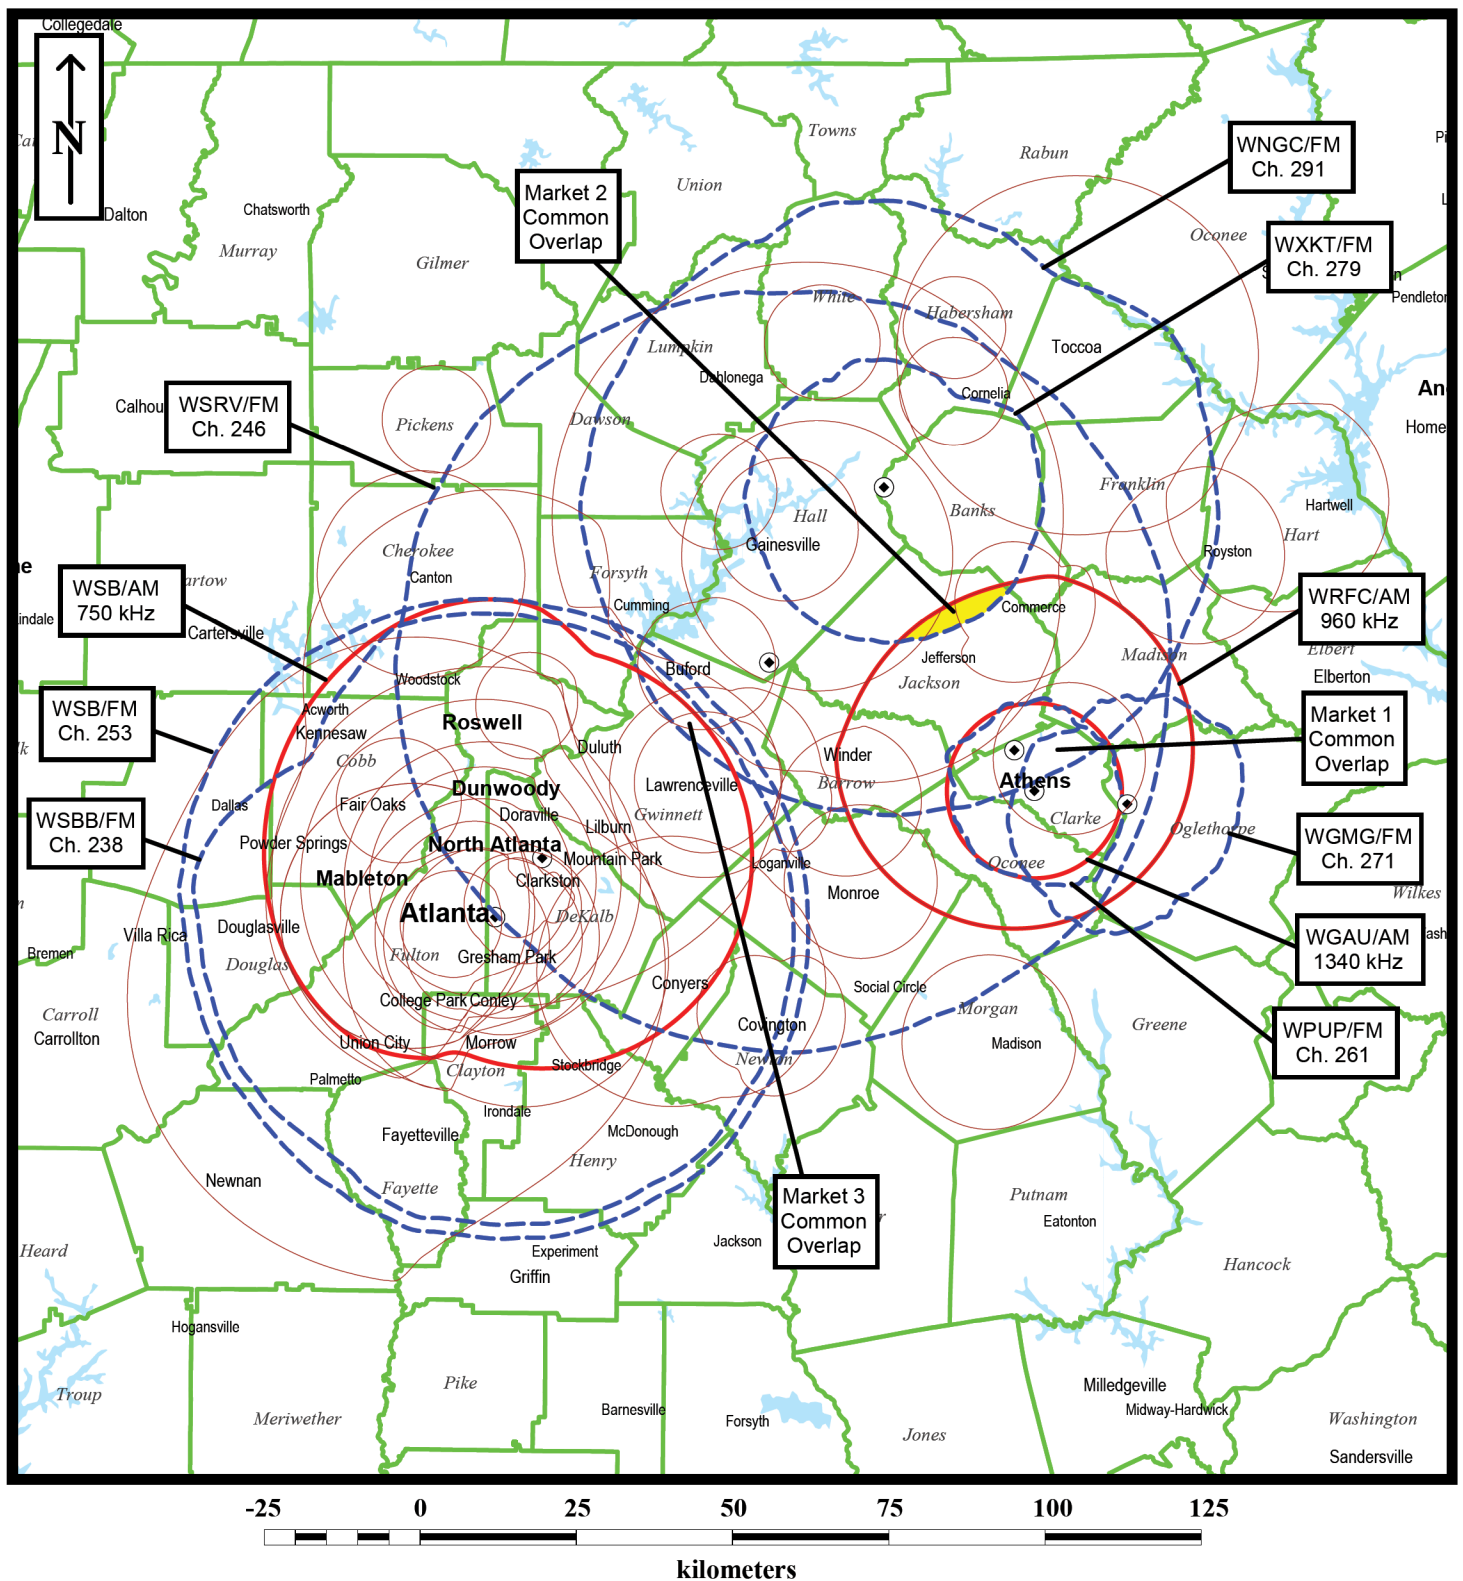 Collegedale
N
Dalton
Chatsworth
Murray
Gilmer
Union
Towns
Rabun
Oconee
WNGC/FM
Ch. 291
WXKT/FM
Ch. 279
Pendleton
Market 2
Common
Overlap
White
Habersham
Lumpkin
Toccoa
Dahlonega
Cornelia
Calhou
WSRV/FM
Ch. 246
Pickens
Dawson
Home
Franklin
Hall
Banks
Hartwell
Hart
Gainesville
Royston
Cherokee
Canton
Forsyth
WSB/AM
750 kHz
artow
Cumming
Commerce
WRFC/AM
960 kHz
Cartersville
Elbert
Jefferson
Madison
Buford
Jackson
Elberton
Woodstock
WSB/FM
Ch. 253
Acworth
Kennesaw
Roswell
Market 1
Common
Overlap
Cobb
Duluth
Winder
Dunwoody
Lawrenceville
Barrow
Athens
Dallas
Fair Oaks
Doraville
Gwinnett
Clarke
WSBB/FM
Ch. 238
Lilburn
Oglethorpe
WGMG/FM
Ch. 271
Powder Springs
North Atlanta
Mountain Park
Loganville
Oconee
Mableton
Clarkston
Monroe
Wilkes
Atlanta
DeKalb
Villa Rica
Douglasville
WGAU/AM
1340 kHz
Bremen
Douglas
Fulton
Gresham Park
Conyers
Social Circle
College Park
Conley
Morgan
Carroll
Carrollton
Covington
Greene
WPUP/FM
Ch. 261
Union City
Morrow
Newton
Madison
Palmetto
Clayton
Stockbridge
Irondale
Fayetteville
McDonough
Newnan
Fayette
Henry
Market 3
Common
Overlap
Putnam
Eatonton
Heard
Experiment
Griffin
Jackson
Hancock
Hogansville
Troup
Pike
Milledgeville
Meriwether
Barnesville
Forsyth
Midway-Hardwick
Jones
Washington
Sandersville
-25 0 25 50 75 100 125
kilometers